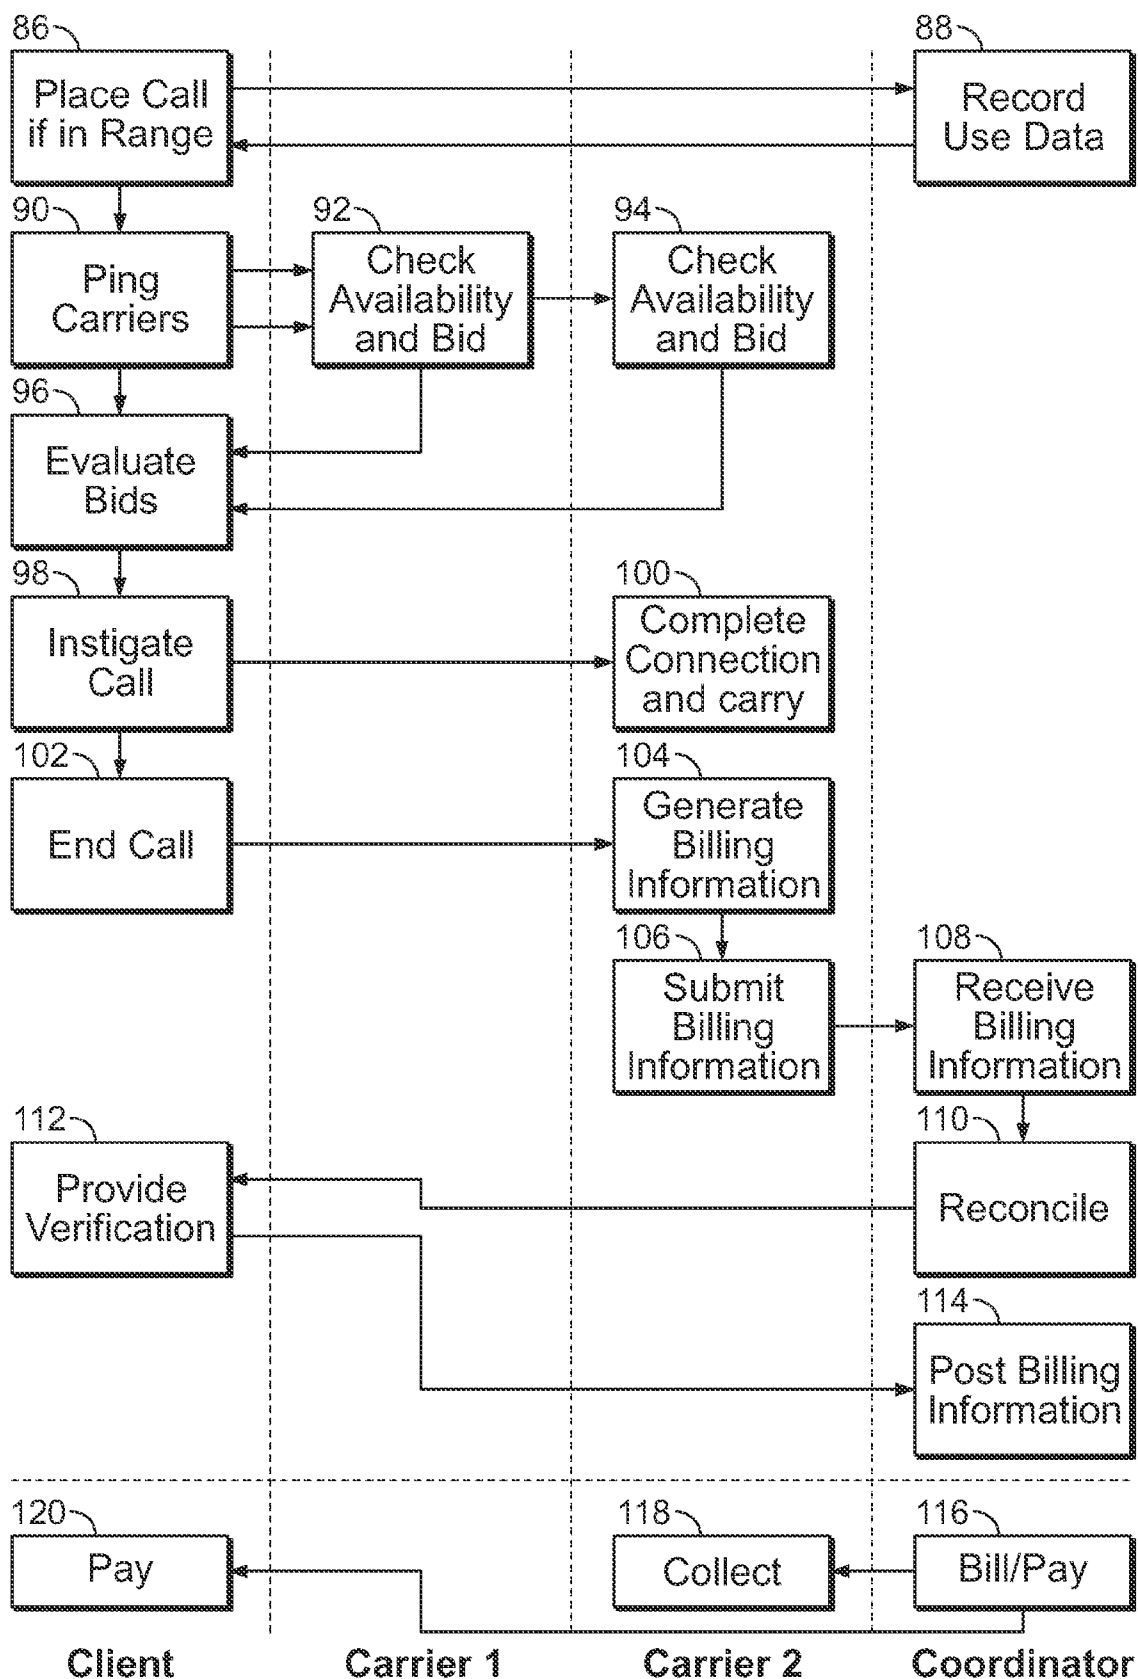 86
Place Call
if in Range
88
Record
Use Data
90
Ping
Carriers
92
Check
Availability
and Bid
94
Check
Availability
and Bid
96
Evaluate
Bids
98
Instigate
Call
100
Complete
Connection
and carry
102
End Call
104
Generate
Billing
Information
106
Submit
Billing
Information
108
Receive
Billing
Information
112
Provide
Verification
110
Reconcile
114
Post Billing
Information
120
Pay
118
Collect
116
Bill/Pay
Client
Carrier 1
Carrier 2
Coordinator